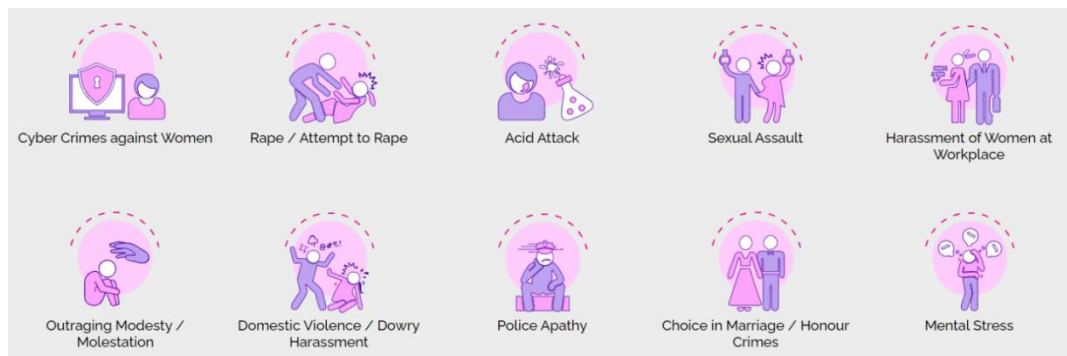 Cyber Crimes against Women
Rape / Attempt to Rape
Acid Attack
Sexual Assault
Harassment of Women at
Workplace
Outraging Modesty /
Molestation
Domestic Violence / Dowry
Harassment
Police Apathy
Choice in Marriage / Honour
Crimes
Mental Stress